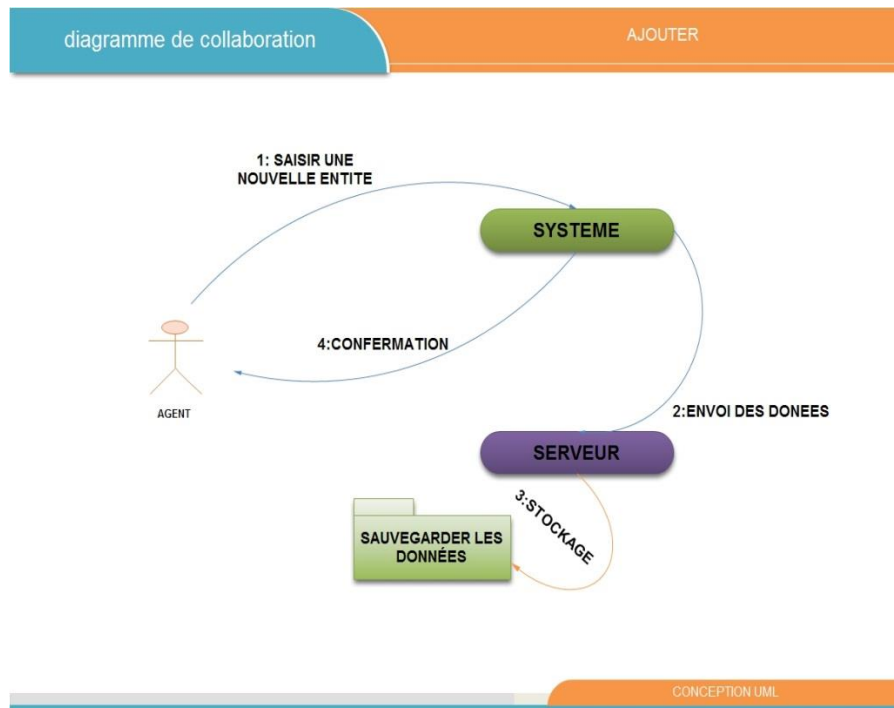 diagramme de collaboration
AJOUTER
1: SAISIR UNE
NOUVELLE ENTITE
SYSTEME
4:CONFERMATION
AGENT
2:ENVOI DES DONEES
SERVEUR
3:STOCKAGE
SAUVEGARDER LES
DONNÉES
CONCEPTION UML